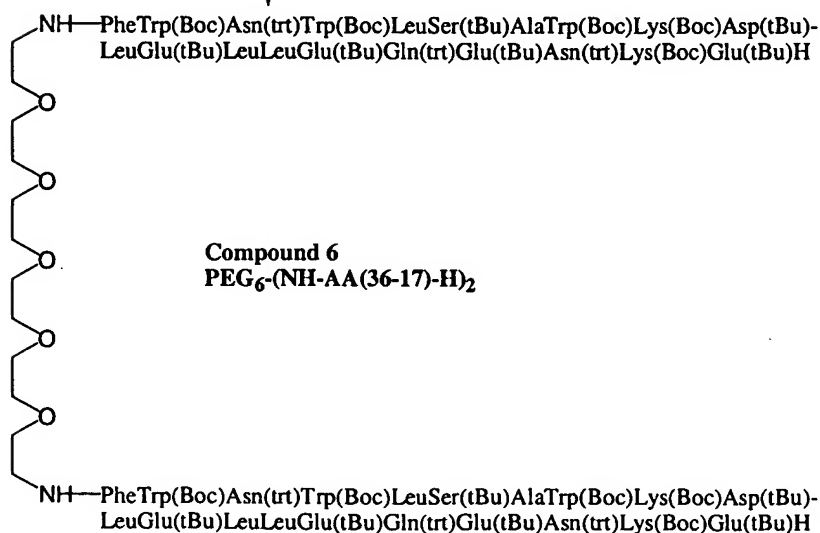 NH—PheTrp(Boc)Asn(trt)Trp(Boc)LeuSer(tBu)AlaTrp(Boc)Lys(Boc)Asp(tBu)-
LeuGlu(tBu)LeuLeuGlu(tBu)Gln(trt)Glu(tBu)Asn(trt)Lys(Boc)Glu(tBu)H
O
O
Compound 6
O
PEG6-(NH-AA(36-17)-H)2
O
O
NH—PheTrp(Boc)Asn(trt)Trp(Boc)LeuSer(tBu)AlaTrp(Boc)Lys(Boc)Asp(tBu)-
LeuGlu(tBu)LeuLeuGlu(tBu)Gln(trt)Glu(tBu)Asn(trt)Lys(Boc)Glu(tBu)H